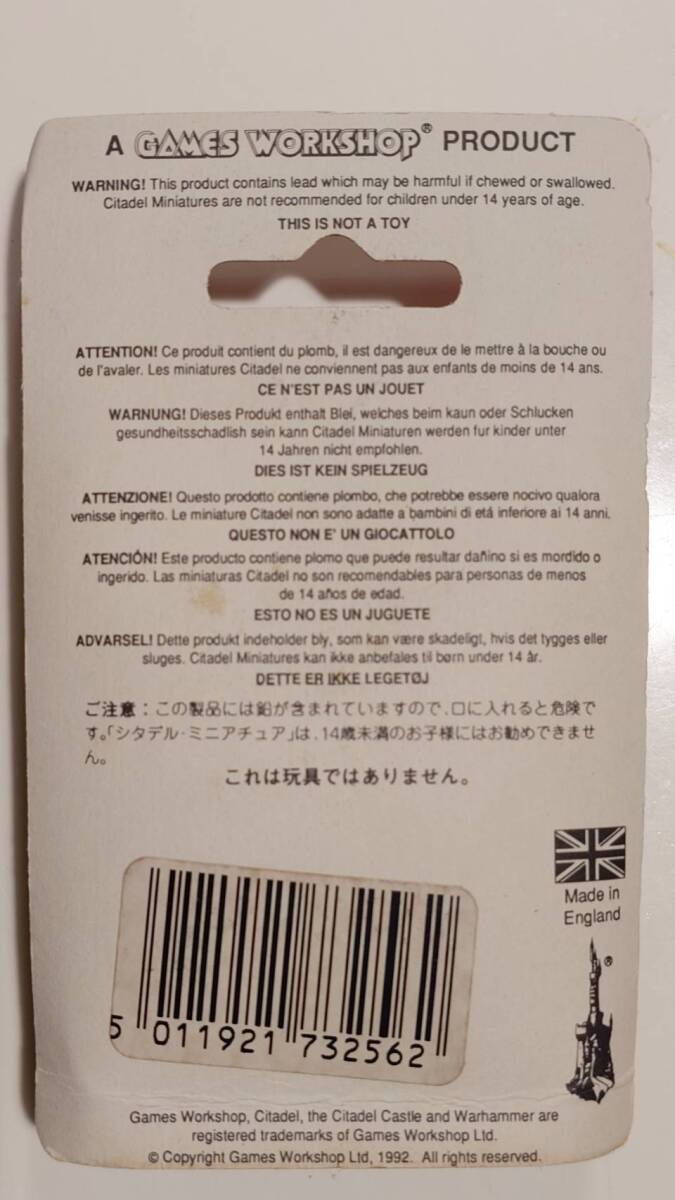 A GAMES WORKSHOP® PRODUCT
WARNING! This product contains lead which may be harmful if chewed or swallowed.
Citadel Miniatures are not recommended for children under 14 years of age.
THIS IS NOT A TOY
ATTENTION! Ce produit contient du plomb, il est dangereux de le mettre à la bouche ou
de l'avaler. Les miniatures Citadel ne conviennent pas aux enfants de moins de 14 ans.
CE N'EST PAS UN JOUET
WARNUNG! Dieses Produkt enthalt Blei, welches beim kaun oder Schlucken
gesundheitsschadlish sein kann Citadel Miniaturen werden fur kinder unter
14 Jahren nicht empfohlen.
DIES IST KEIN SPIELZEUG
ATTENZIONE! Questo prodotto contiene plombo, che potrebbe essere nocivo qualora
venisse ingerito. Le miniature Citadel non sono adatte a bambini di etá inferiore ai 14 anni.
QUESTO NON E' UN GIOCATTOLO
ATENCIÓN! Este producto contiene plomo que puede resultar dañino si es mordido o
ingerido. Las miniaturas Citadel no son recomendables para personas de menos
de 14 años de edad.
ESTO NO ES UN JUGUETE
ADVARSEL! Dette produkt indeholder bly, som kan være skadeligt, hvis det tygges eller
sluges. Citadel Miniatures kan ikke anbefales til børn under 14 år.
DETTE ER IKKE LEGETØJ
ご注意：この製品には鉛が含まれていますので、口に入れると危険で
す。「シタデル・ミニアチュア」は、14歳未満のお子様にはお勧めできませ
ん。
これは玩具ではありません。
Made in
England
®
5 011921 732562
Games Workshop, Citadel, the Citadel Castle and Warhammer are
registered trademarks of Games Workshop Ltd.
© Copyright Games Workshop Ltd, 1992. All rights reserved.